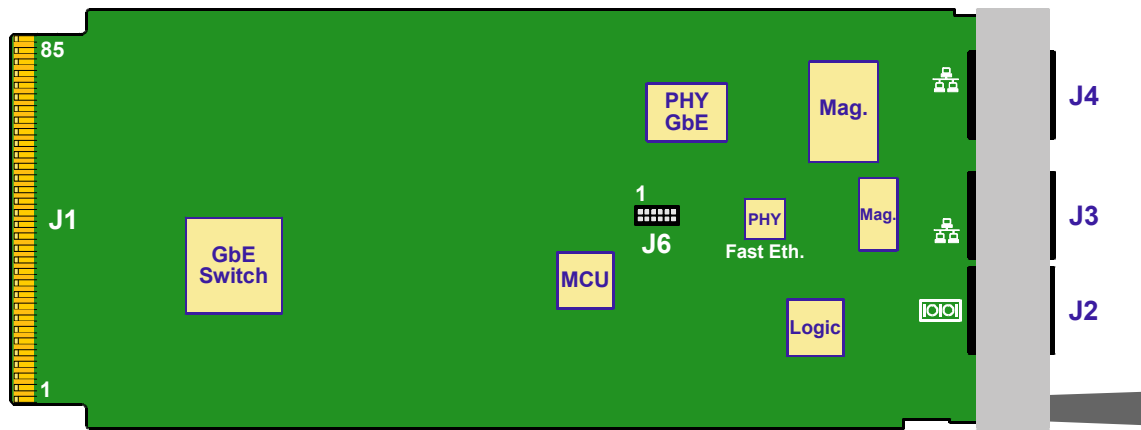 85
J4
PHY
GbE
Mag.
1
J1
J6
PHY
Fast Eth.
Mag.
J3
GbE
Switch
MCU
IOIOI
J2
Logic
1